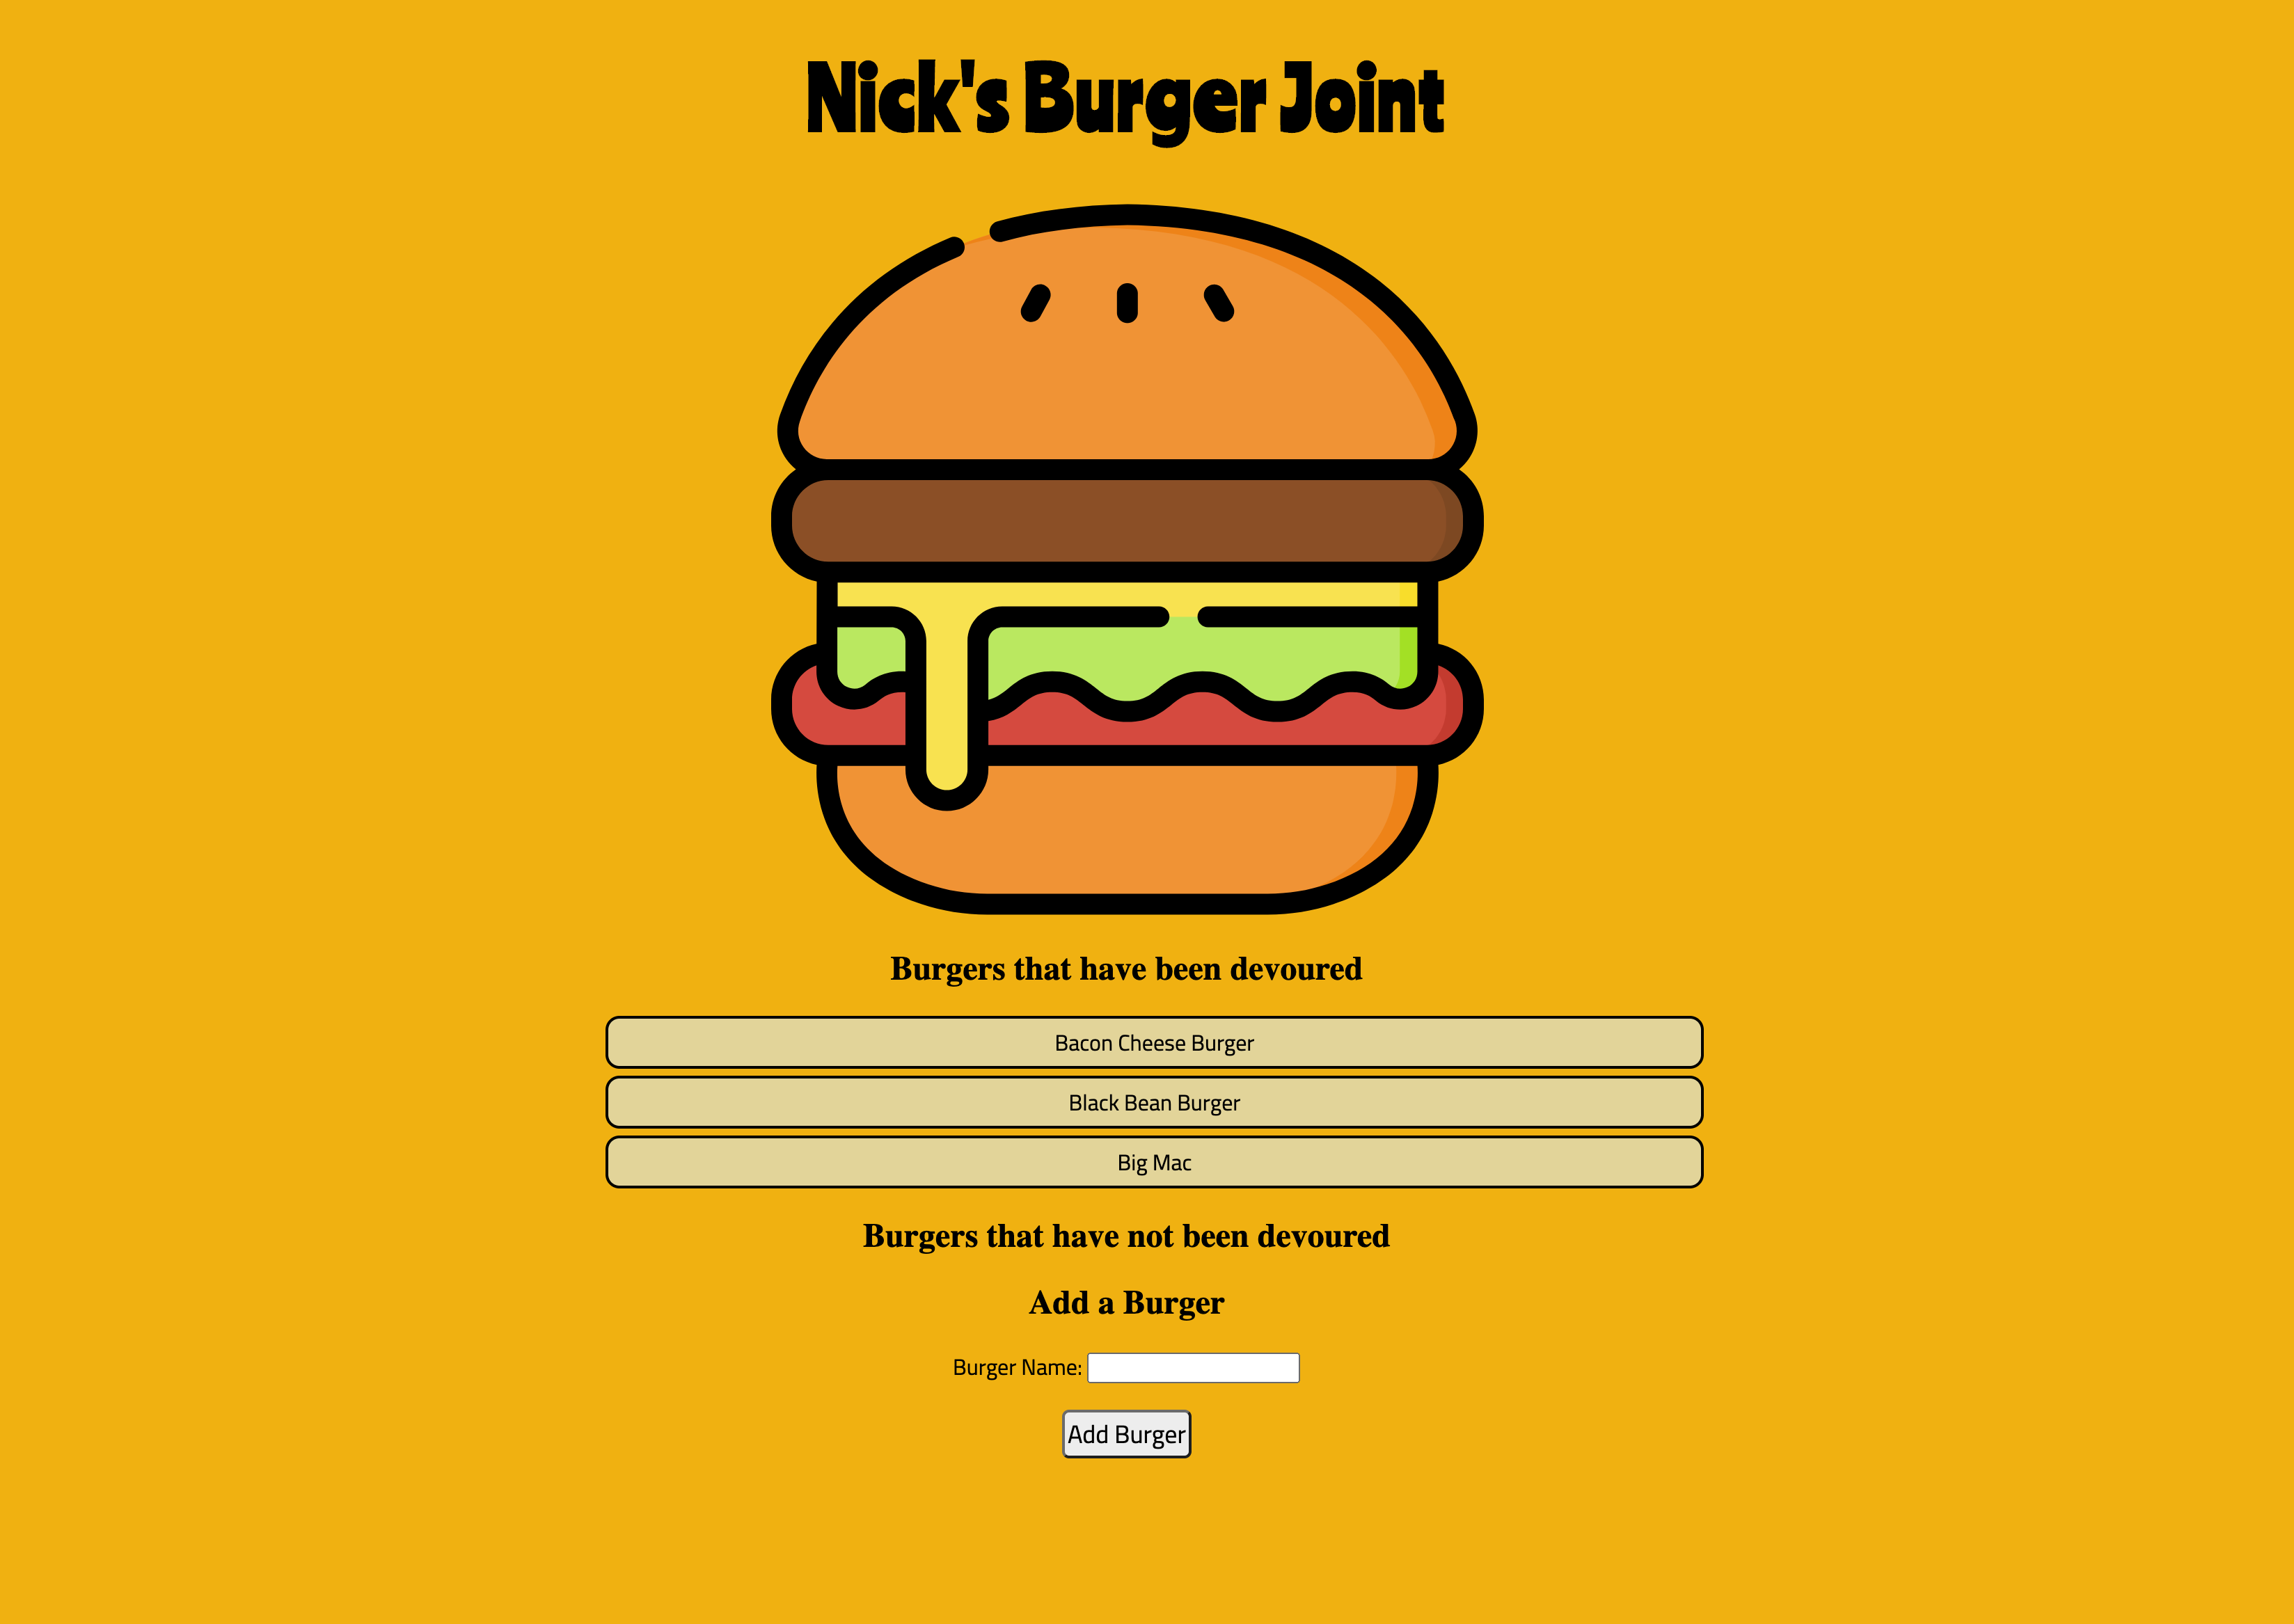 Nick's Burger Joint
Burgers that have been devoured
Bacon Cheese Burger
Black Bean Burger
Big Mac
Burgers that have not been devoured
Add a Burger
Burger Name:
Add Burger